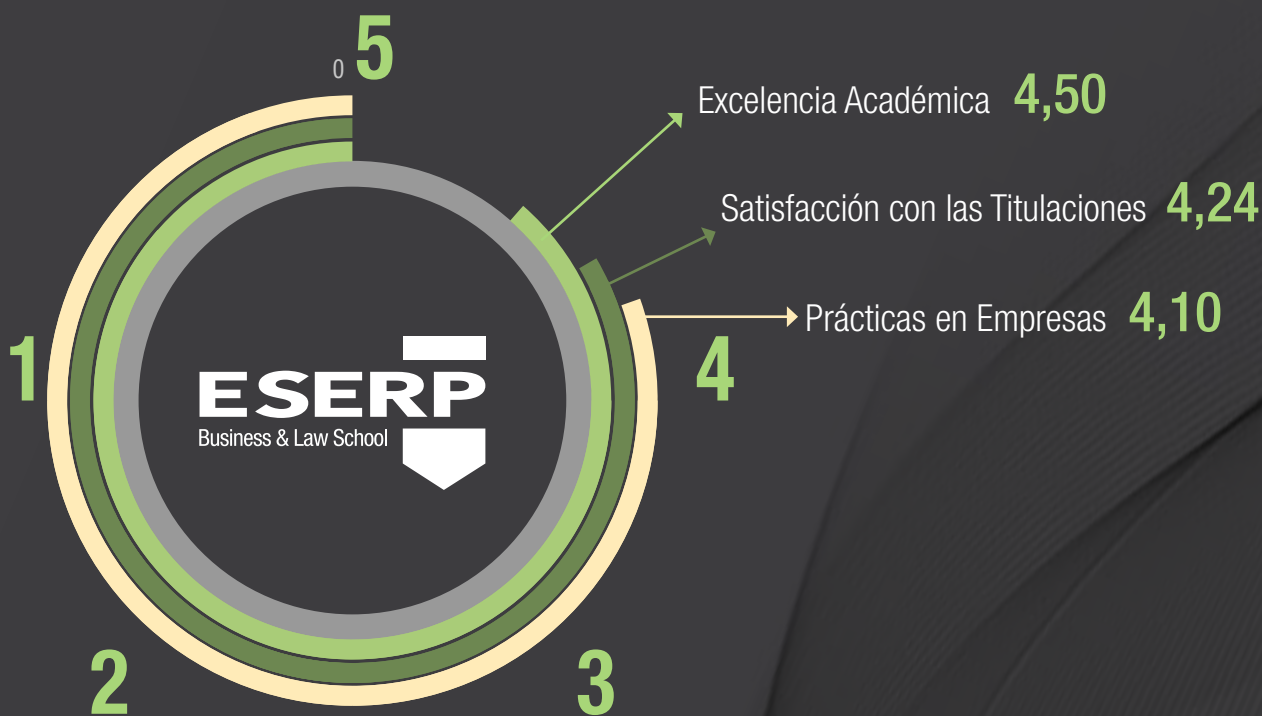 0 5
Excelencia Académica 4,50
Satisfacción con las Titulaciones 4,24
Prácticas en Empresas 4,10
1
4
ESERP
Business & Law School
2
3